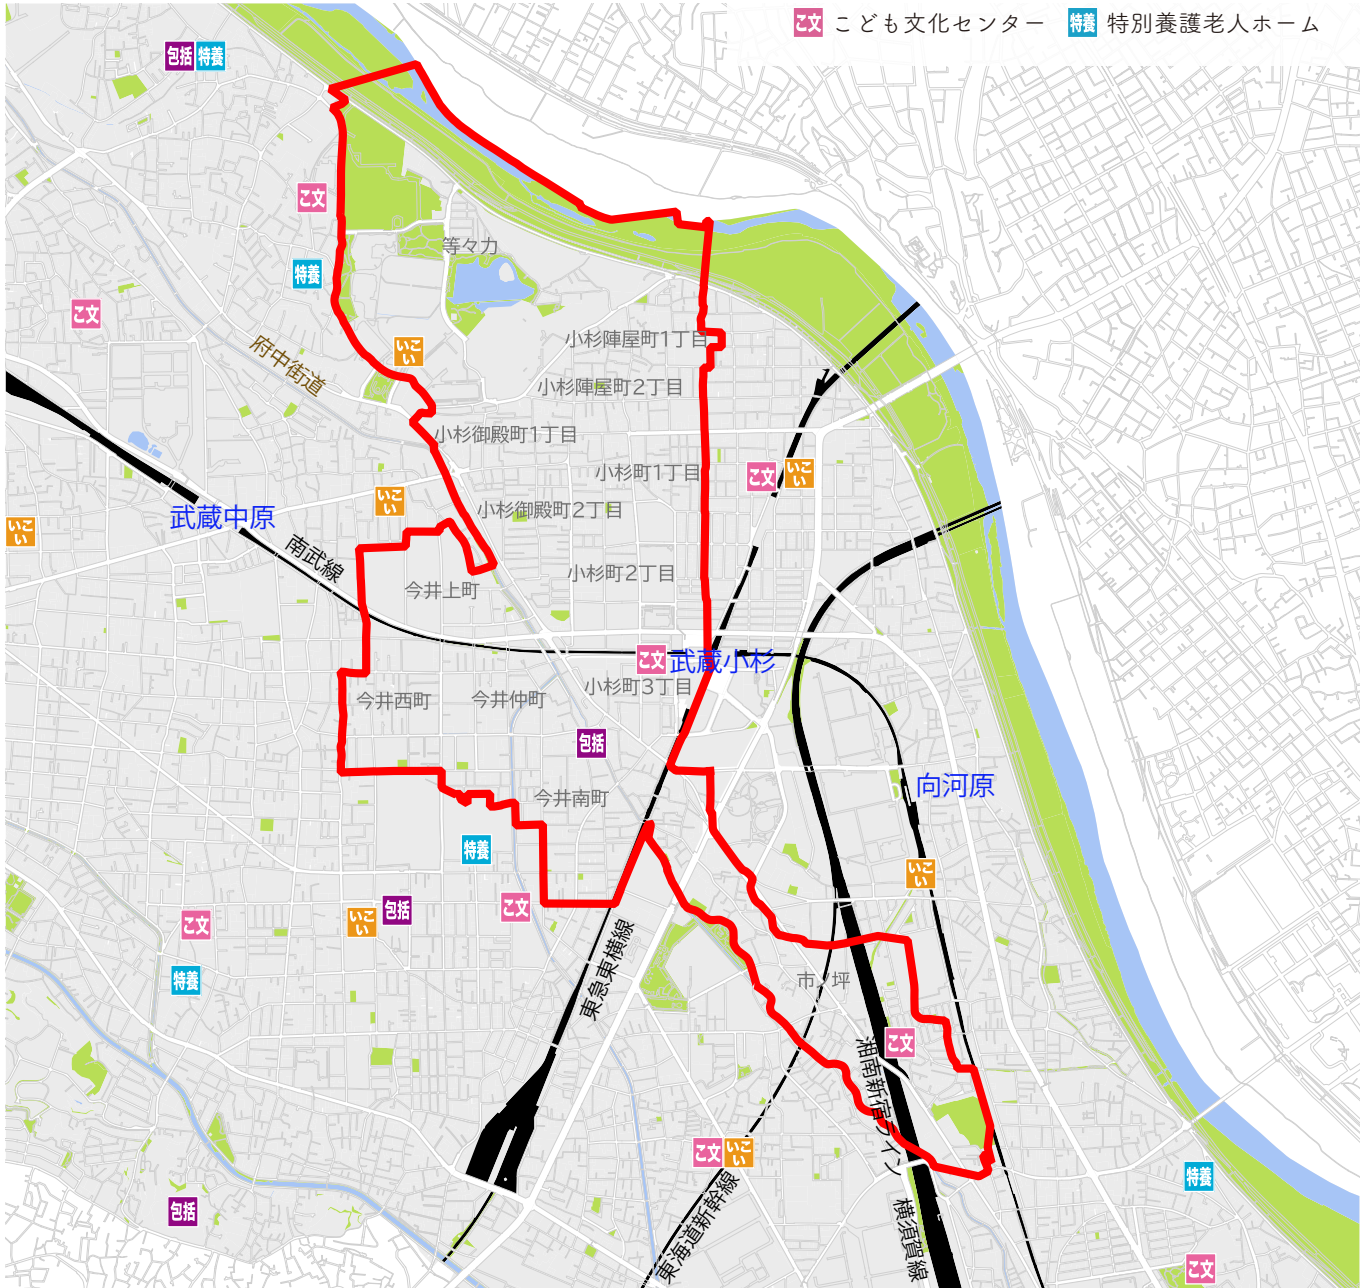 こ文 こども文化センター 特養 特別養護老人ホーム
包括 特養
こ文
等々力
特養
こ文
小杉陣屋町1丁目
いこい
府中街道
小杉陣屋町2丁目
小杉御殿町1丁目
小杉町1丁目
こ文 いこい
いこい
小杉御殿町2丁目
武蔵中原
いこい
南武線
小杉町2丁目
今井上町
こ文 武蔵小杉
小杉町3丁目
今井西町
今井仲町
包括
向河原
今井南町
特養
いこい
こ文
包括
いこい
こ文
東急東横線
特養
市ノ坪
こ文
湘南新宿ライン
横須賀線
こ文 いこい
特養
東海道新幹線
包括
こ文